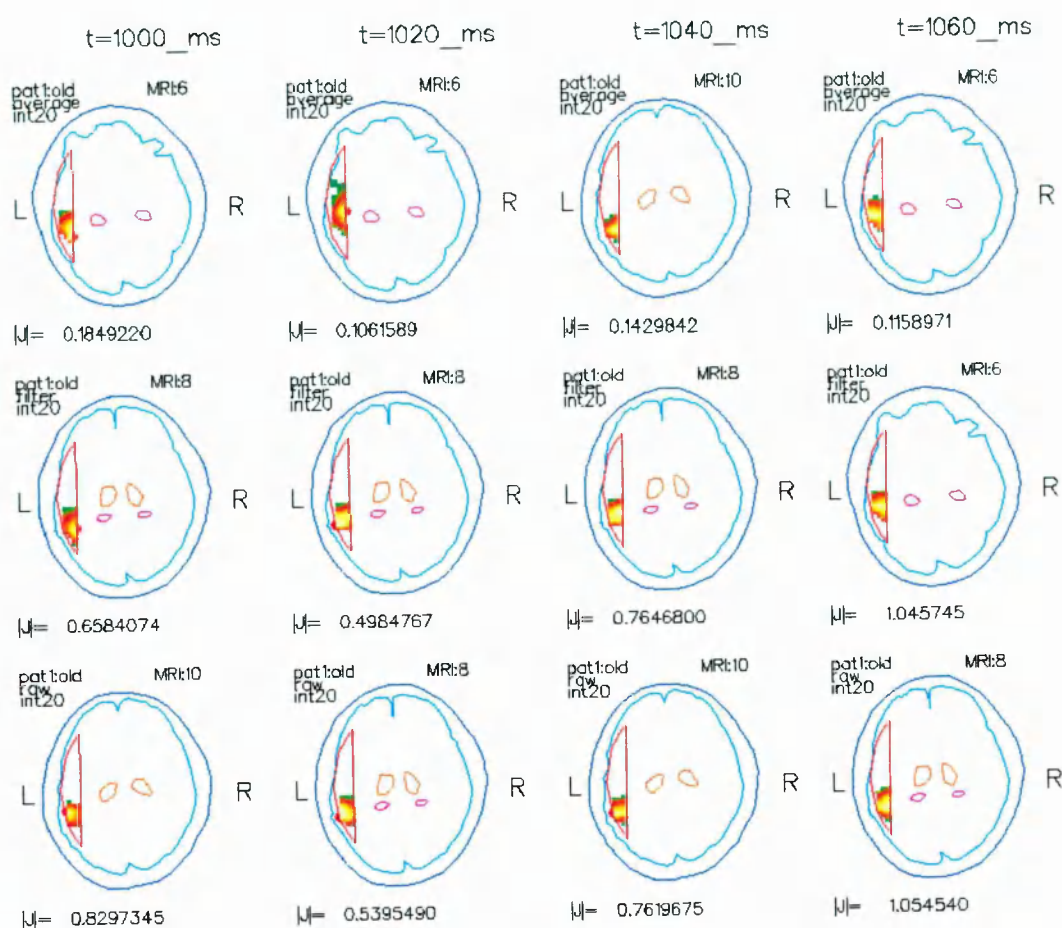 t=1000_ms t=1020_ms t=1040_ms t=1060_ms
pat1:old MRI:6 pat1:old MRI:6 pat1:old MRI:10 pat1:old MRI:6
average average average average
int20 int20 int20 int20
L R L R L R L R
|J|= 0.1849220 |J|= 0.1061589 |J|= 0.1429842 |J|= 0.1158971
pat1:old MRI:8 pat1:old MRI:8 pat1:old MRI:8 pat1:old MRI:6
filter filter filter filter
int20 int20 int20 int20
L R L R L R L R
|J|= 0.6584074 |J|= 0.4984767 |J|= 0.7646800 |J|= 1.045745
pat1:old MRI:10 pat1:old MRI:8 pat1:old MRI:10 pat1:old MRI:8
raw raw raw raw
int20 int20 int20 int20
L R L R L R L R
|J|= 0.8297345 |J|= 0.5395490 |J|= 0.7619675 |J|= 1.054540